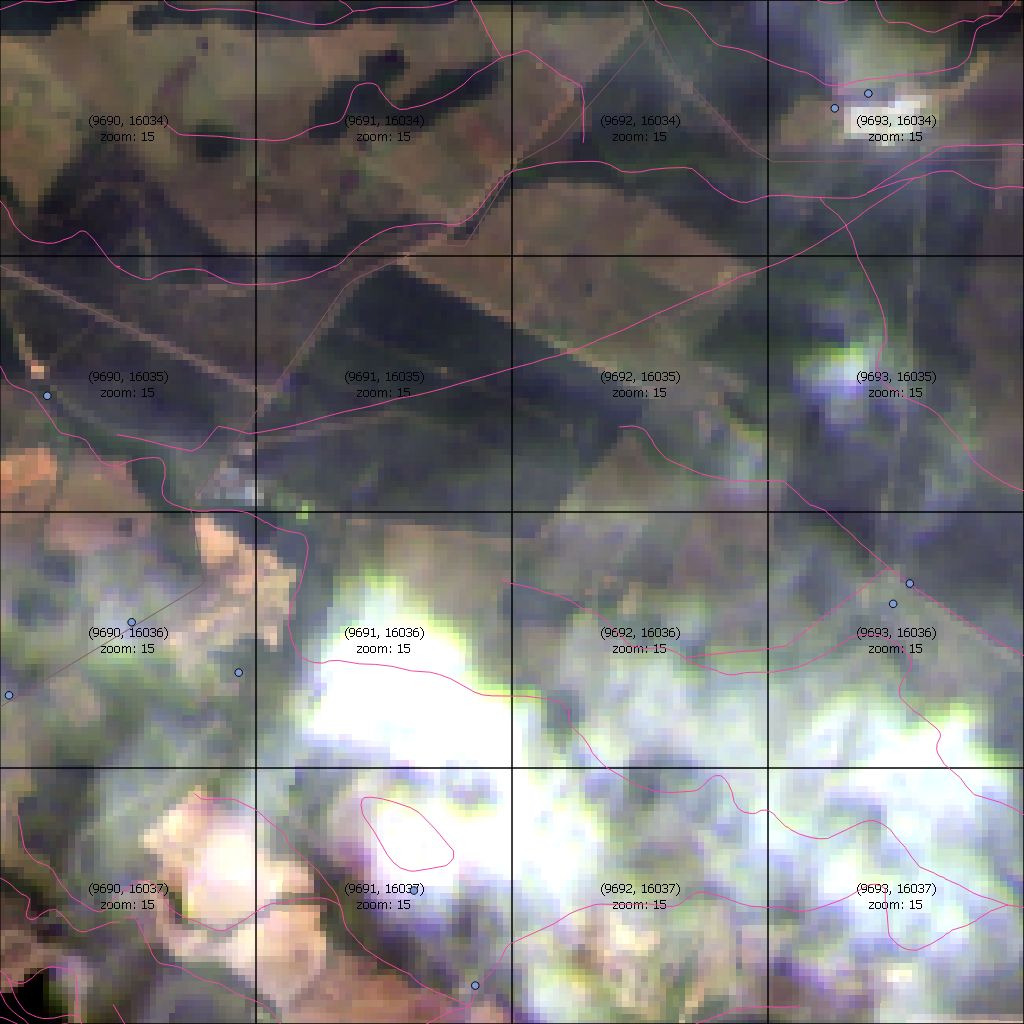 (9690, 16034)
zoom: 15
(9691, 16034)
zoom: 15
(9692, 16034)
zoom: 15
(9693, 16034)
zoom: 15
(9690, 16035)
zoom: 15
(9691, 16035)
zoom: 15
(9692, 16035)
zoom: 15
(9693, 16035)
zoom: 15
(9690, 16036)
zoom: 15
(9691, 16036)
zoom: 15
(9692, 16036)
zoom: 15
(9693, 16036)
zoom: 15
(9690, 16037)
zoom: 15
(9691, 16037)
zoom: 15
(9692, 16037)
zoom: 15
(9693, 16037)
zoom: 15